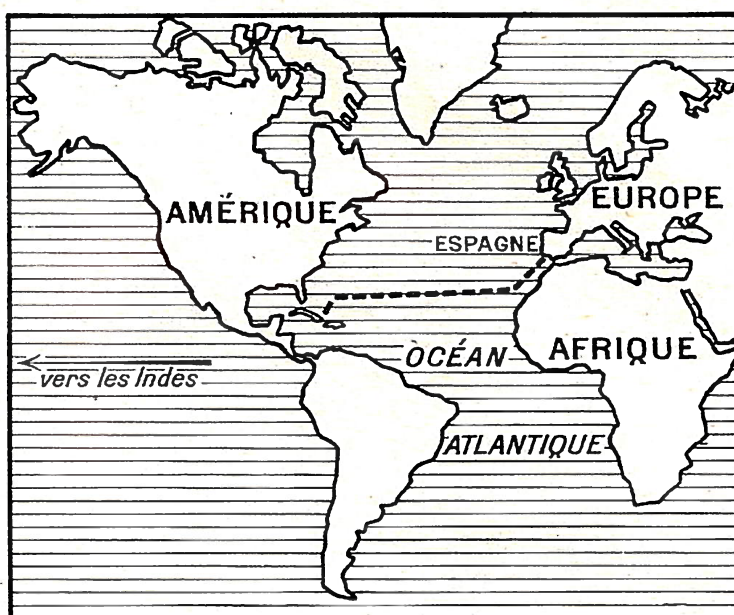 AMÉRIQUE
EUROPE
ESPAGNE
OCÉAN
AFRIQUE
vers les Indes
ATLANTIQUE